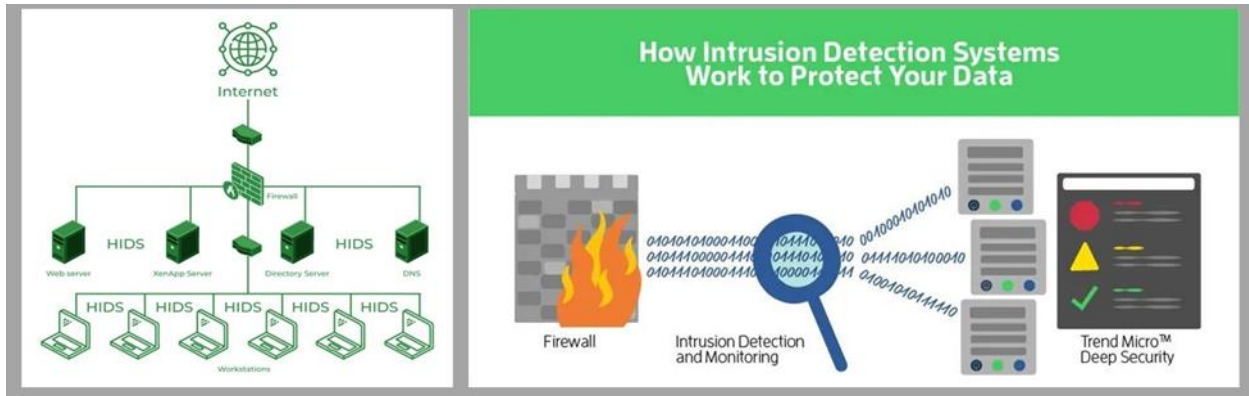 Internet
Firewall
HIDS
HIDS
Web server
XenApp Server
Directory Server
DNS
HIDS
HIDS
HIDS
HIDS
HIDS
Workstations
How Intrusion Detection Systems
Work to Protect Your Data
Firewall
Intrusion Detection
and Monitoring
Trend Micro™
Deep Security